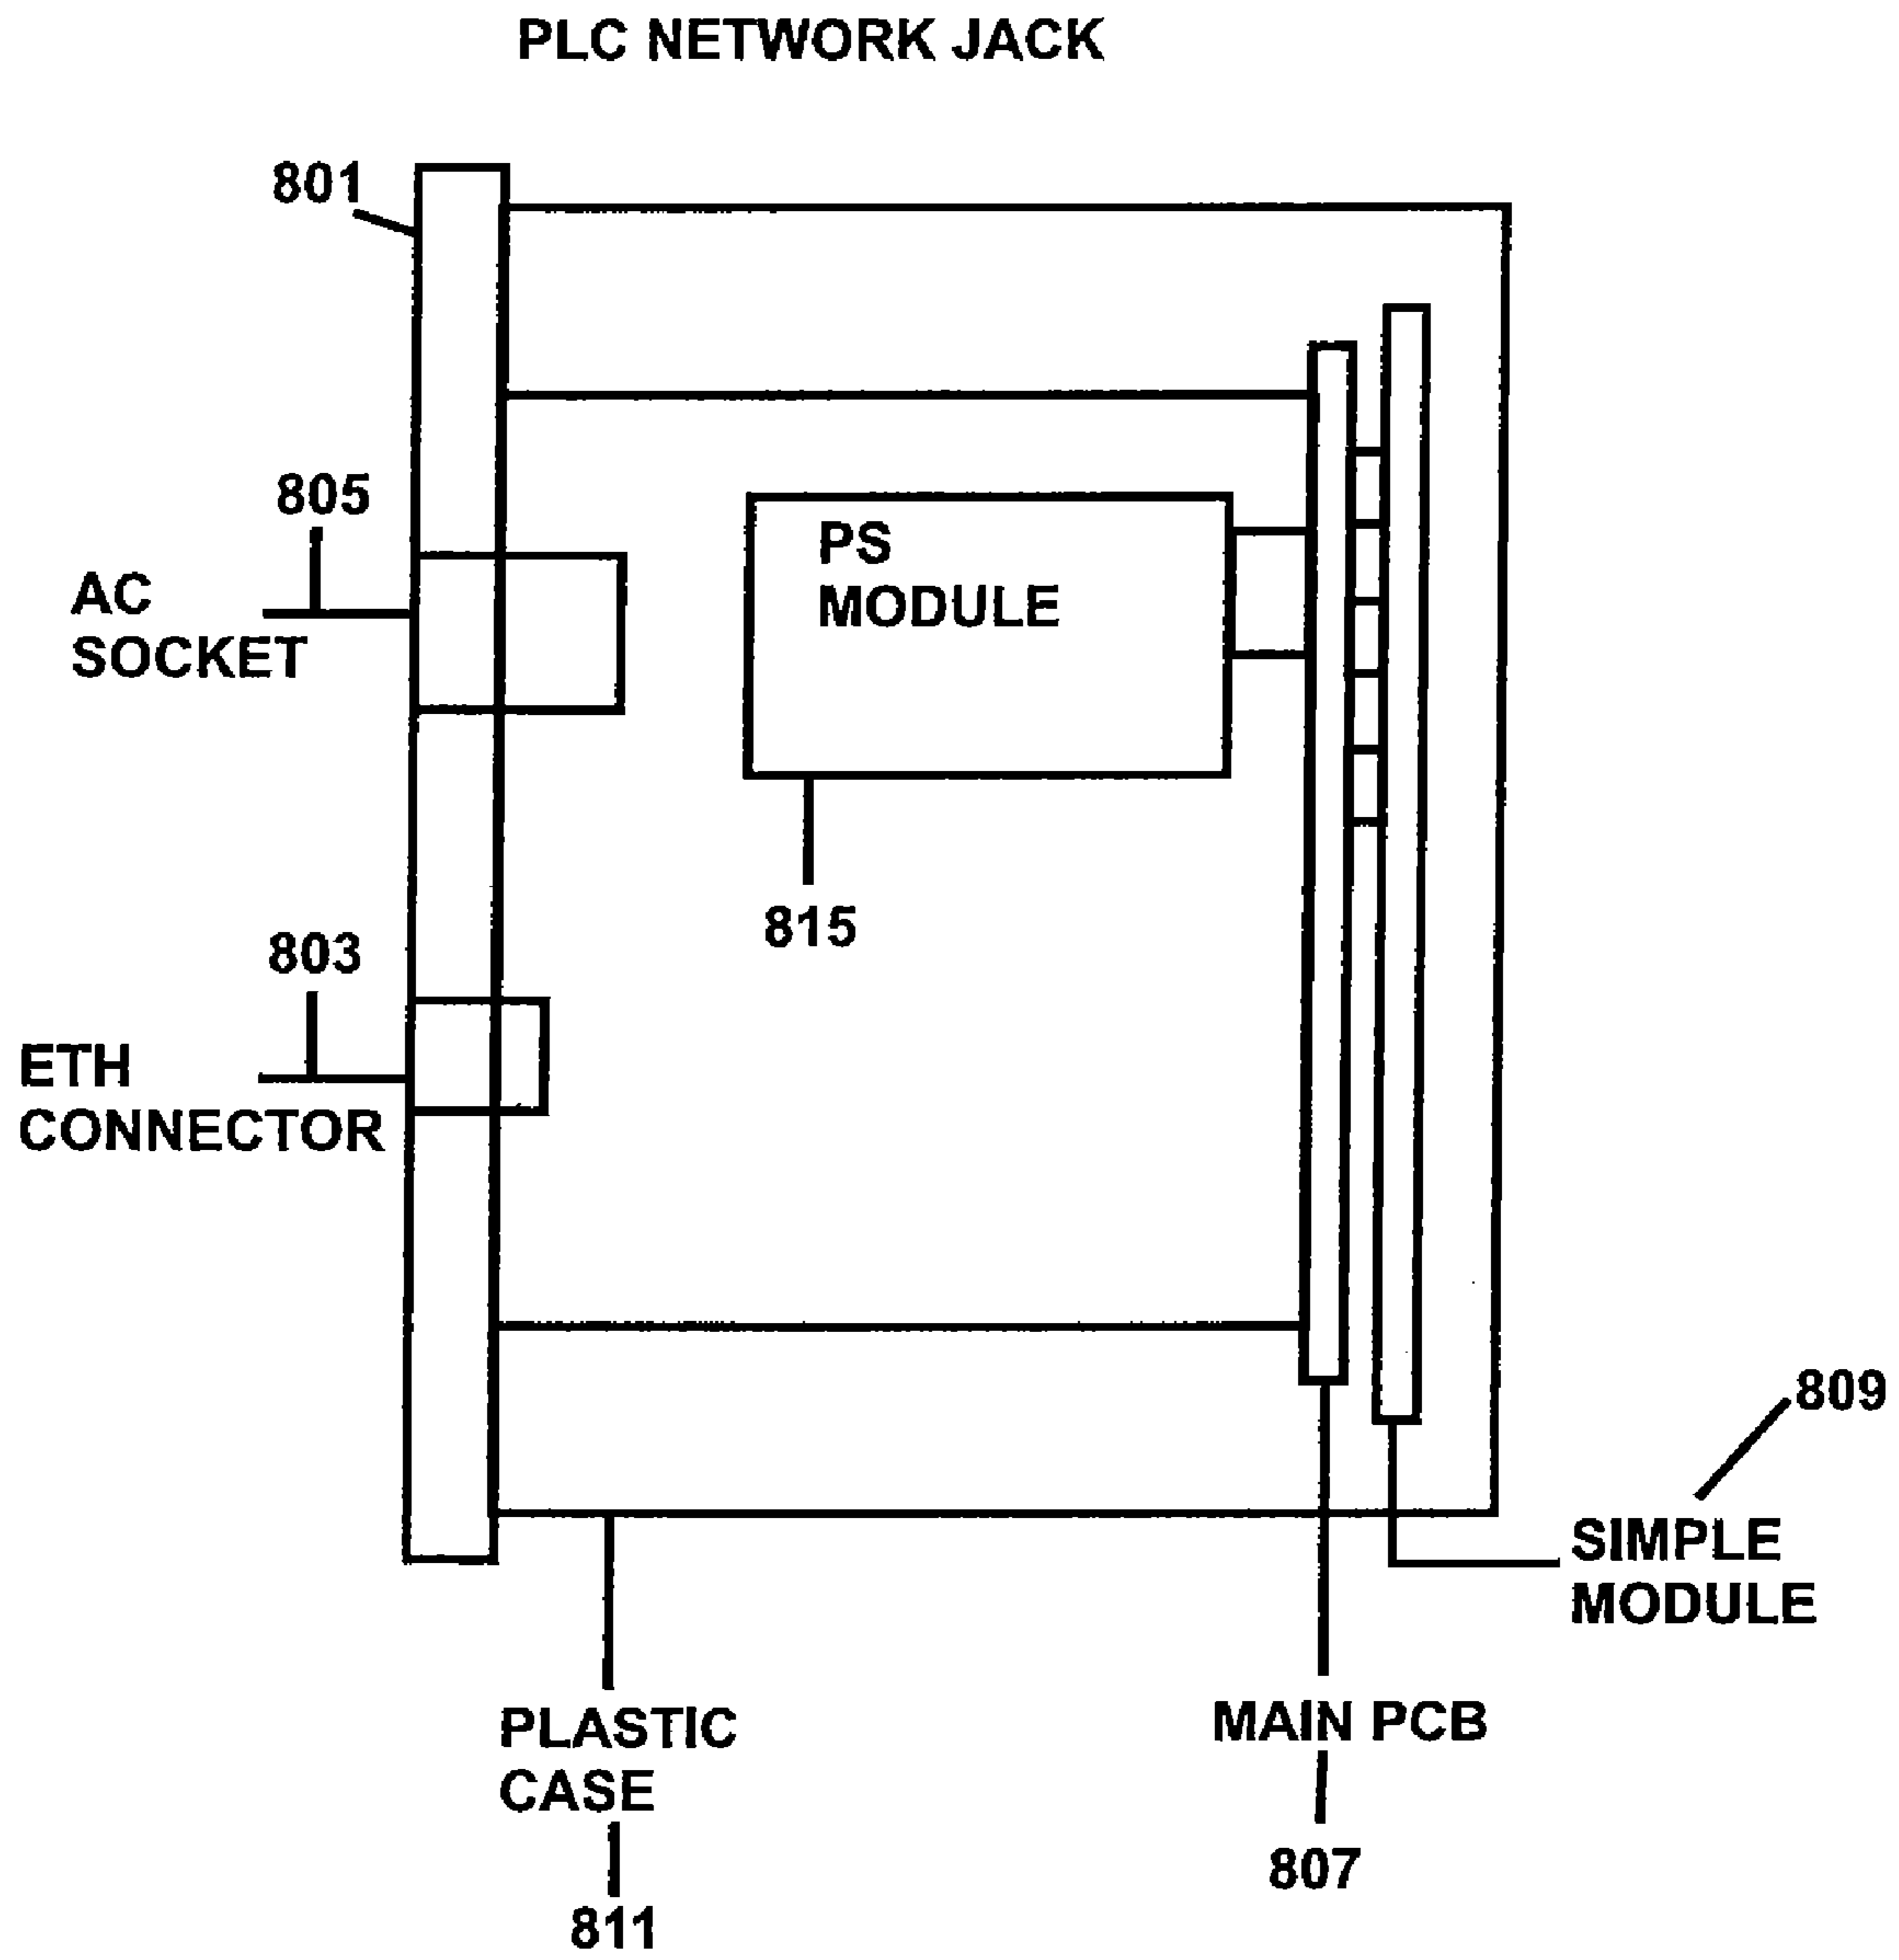 PLC NETWORK JACK
801
805
AC
SOCKET
PS
MODULE
815
803
ETH
CONNECTOR
809
SIMPLE
MODULE
PLASTIC
CASE
811
MAIN PCB
807